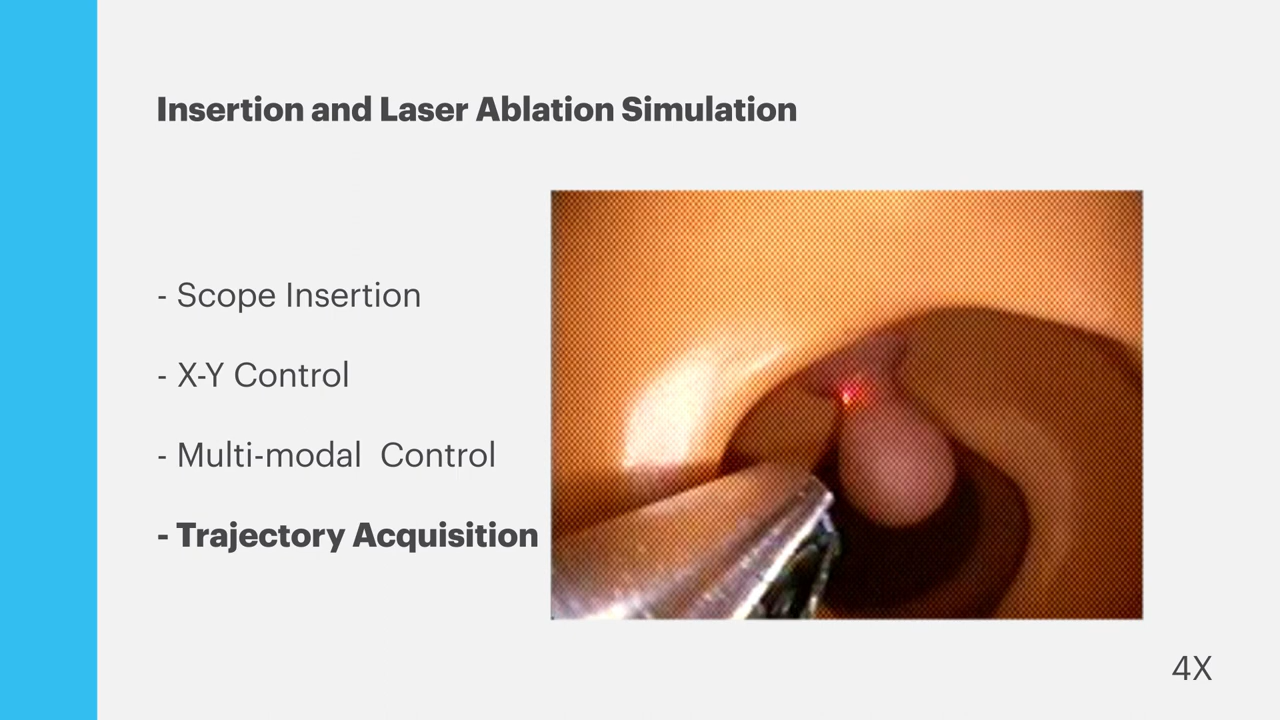 Insertion and Laser Ablation Simulation
- Scope Insertion
- X-Y Control
- Multi-modal  Control
- Trajectory Acquisition
4X